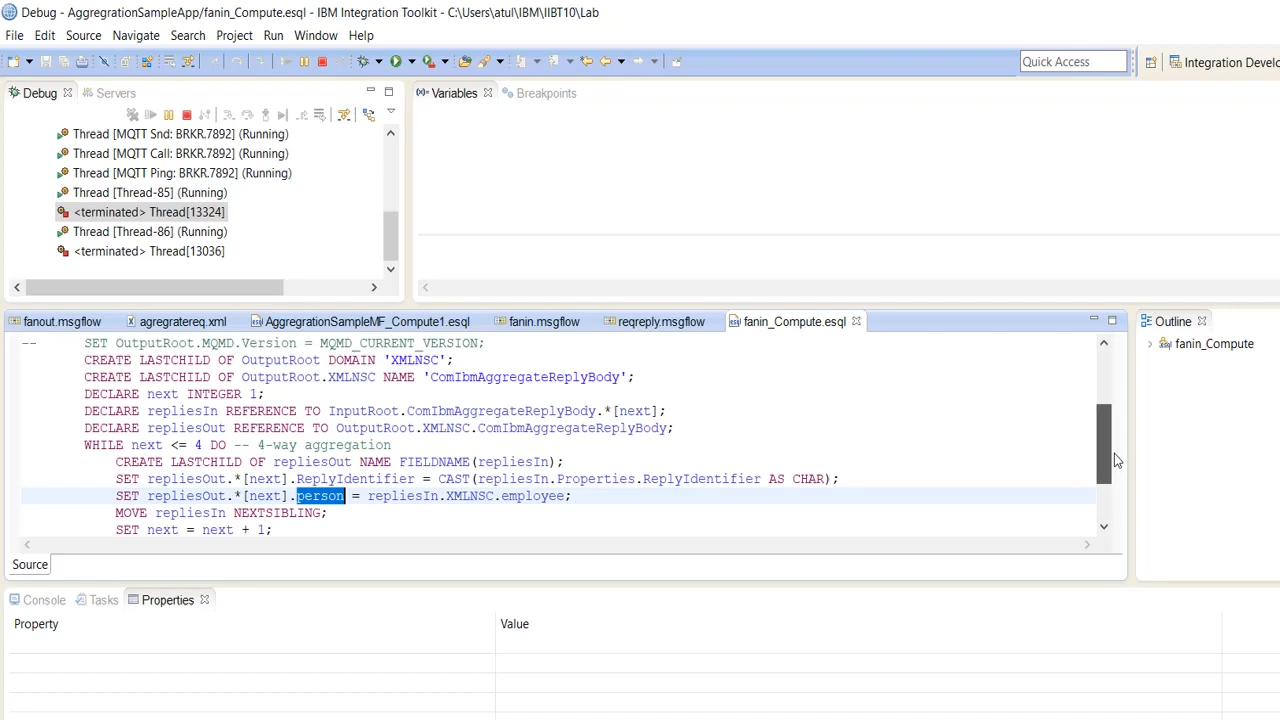 Debug - AggregrationSampleApp/fanin_Compute.esql - IBM Integration Toolkit - C:\Users\atul\IBM\IIBT10\Lab
File Edit Source Navigate Search Project Run Window Help
Quick Access
Integration Develo
Debug Servers
Variables Breakpoints
Thread [MQTT Snd: BRKR.7892] (Running)
Thread [MQTT Call: BRKR.7892] (Running)
Thread [MQTT Ping: BRKR.7892] (Running)
Thread [Thread-85] (Running)
<terminated> Thread[13324]
Thread [Thread-86] (Running)
<terminated> Thread[13036]
fanout.msgflow agregratereq.xml AggregrationSampleMF_Compute1.esql fanin.msgflow reqreply.msgflow fanin_Compute.esql
Outline
fanin_Compute
-- SET OutputRoot.MQMD.Version = MQMD_CURRENT_VERSION;
CREATE LASTCHILD OF OutputRoot DOMAIN 'XMLNSC';
CREATE LASTCHILD OF OutputRoot.XMLNSC NAME 'ComIbmAggregateReplyBody';
DECLARE next INTEGER 1;
DECLARE repliesIn REFERENCE TO InputRoot.ComIbmAggregateReplyBody.*[next];
DECLARE repliesOut REFERENCE TO OutputRoot.XMLNSC.ComIbmAggregateReplyBody;
WHILE next <= 4 DO -- 4-way aggregation
CREATE LASTCHILD OF repliesOut NAME FIELDNAME(repliesIn);
SET repliesOut.*[next].ReplyIdentifier = CAST(repliesIn.Properties.ReplyIdentifier AS CHAR);
SET repliesOut.*[next].person = repliesIn.XMLNSC.employee;
MOVE repliesIn NEXTSIBLING;
SET next = next + 1;
Source
Console Tasks Properties
Property Value